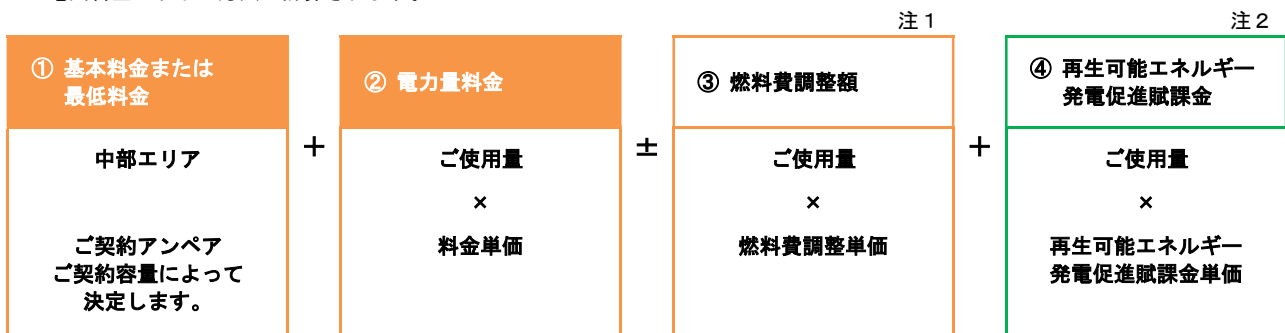 注1
注2
① 基本料金または
最低料金
② 電力量料金
③ 燃料費調整額
④ 再生可能エネルギー
発電促進賦課金
中部エリア
ご契約アンペア
ご契約容量によって
決定します。
+
ご使用量
×
料金単価
±
ご使用量
×
燃料費調整単価
+
ご使用量
×
再生可能エネルギー
発電促進賦課金単価